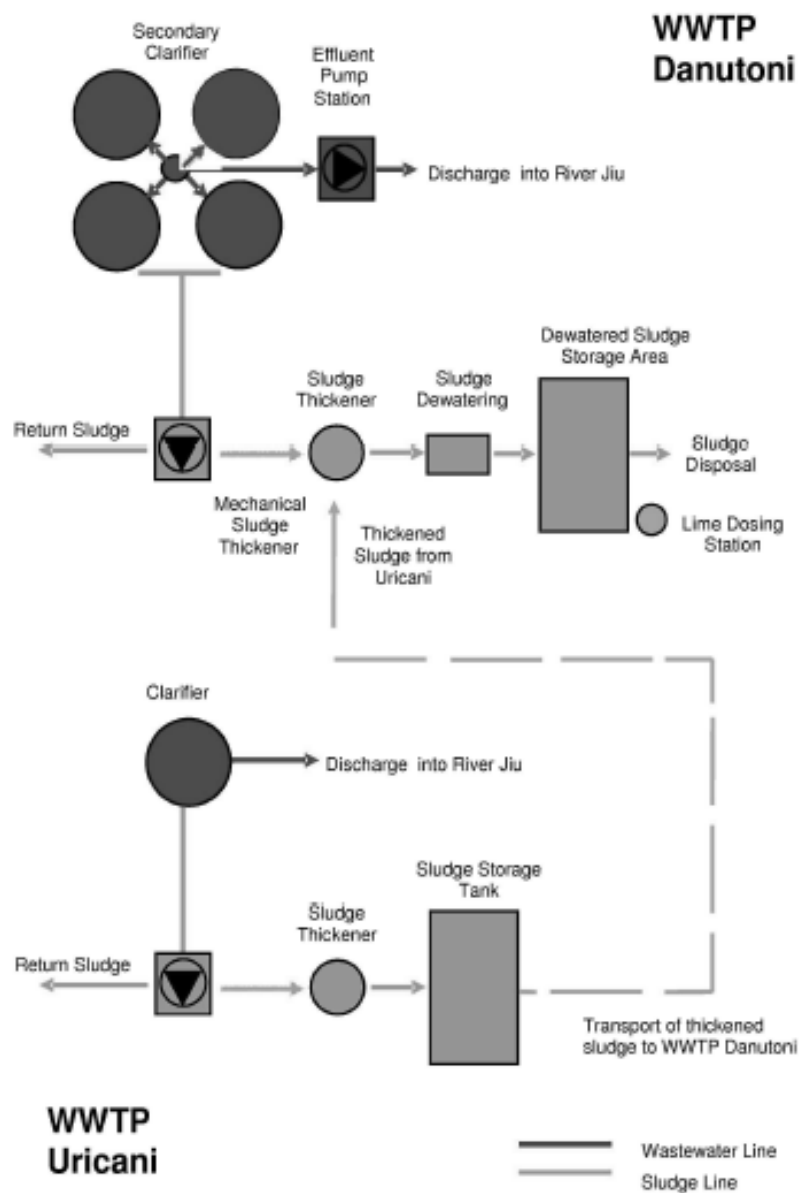 WWTP
Danutoni
Secondary
Clarifier
Effluent
Pump
Station
Discharge into River Jiu
Dewatered Sludge
Storage Area
Sludge
Thickener
Sludge
Dewatering
Return Sludge
Sludge
Disposal
Mechanical
Sludge
Thickener
Thickened
Sludge from
Uricani
Lime Dosing
Station
Clarifier
Discharge into River Jiu
Sludge Storage
Tank
Sludge
Thickener
Return Sludge
Transport of thickened
sludge to WWTP Danutoni
WWTP
Uricani
Wastewater Line
Sludge Line